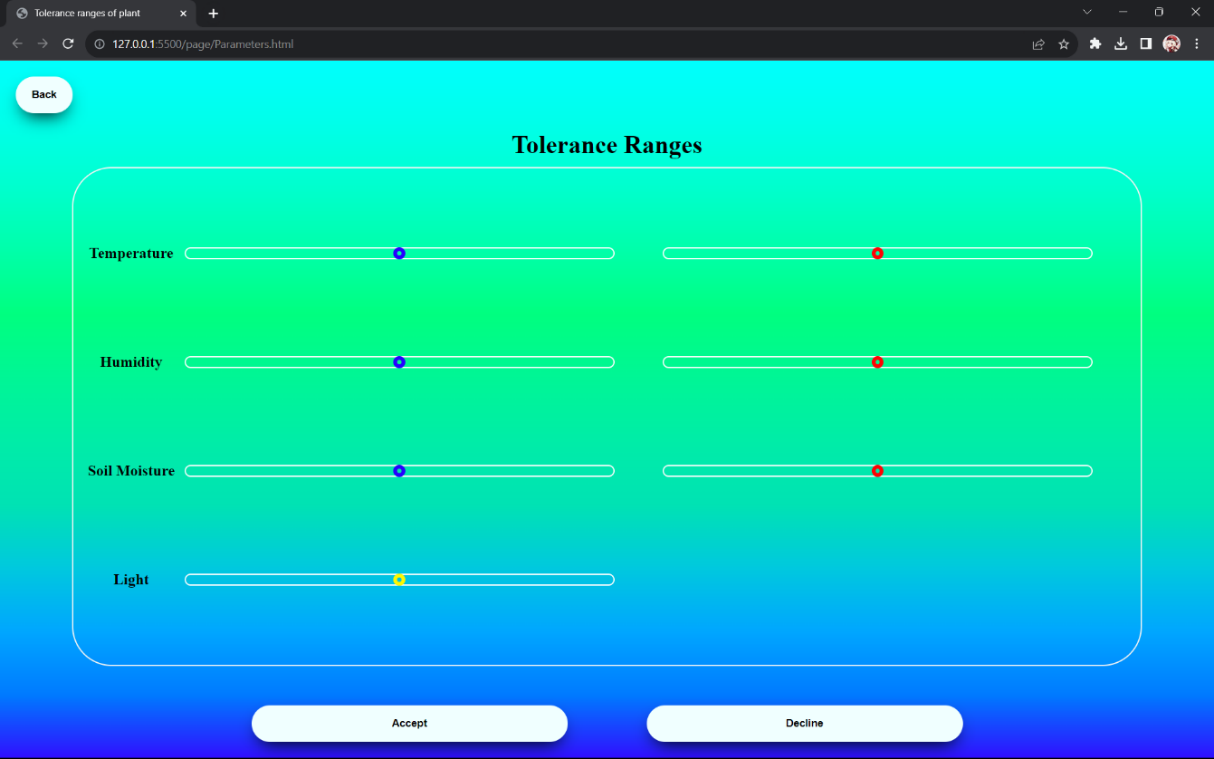 Tolerance ranges of plant
127.0.0.1:5500/page/Parameters.html
Back
Tolerance Ranges
Temperature
Humidity
Soil Moisture
Light
Accept
Decline